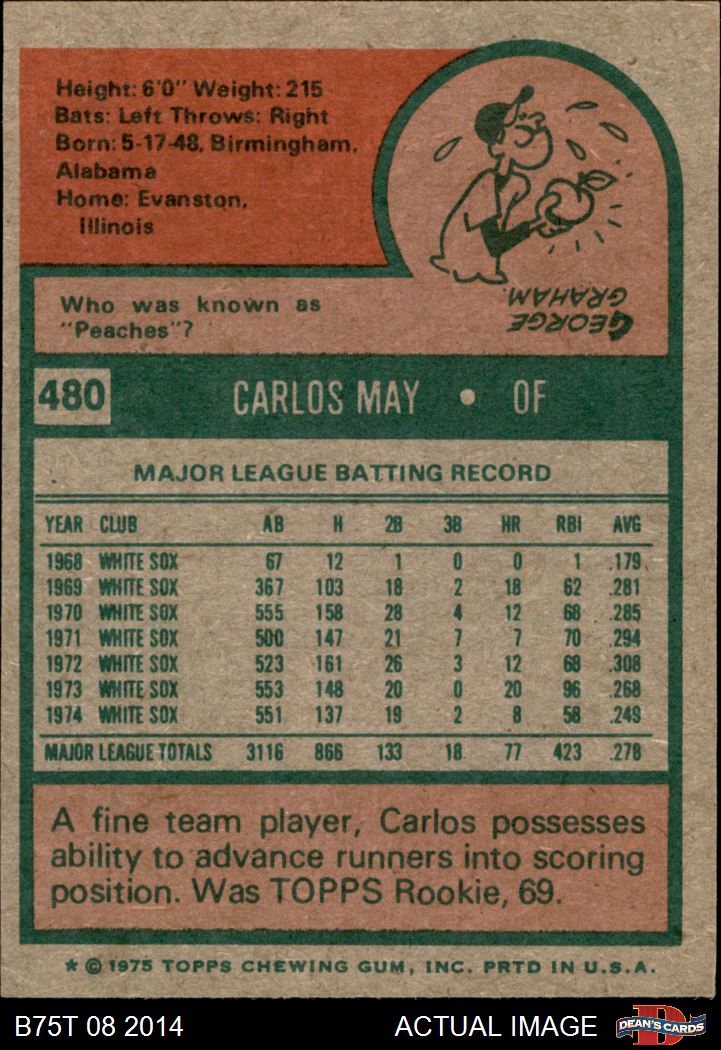 Height: 6'0" Weight: 215
Bats: Left Throws: Right
Born: 5-17-48, Birmingham,
Alabama
Home: Evanston,
Illinois
Who was known as
"Peaches"?
GEORGE
GRAHAM.
480 CARLOS MAY • OF
MAJOR LEAGUE BATTING RECORD
YEAR CLUB AB H 2B 3B HR RBI AVG
1968 WHITE SOX 67 12 1 0 0 1 .179
1969 WHITE SOX 367 103 18 2 18 62 .281
1970 WHITE SOX 555 158 28 4 12 68 .285
1971 WHITE SOX 500 147 21 7 7 70 .294
1972 WHITE SOX 523 161 26 3 12 68 .308
1973 WHITE SOX 553 148 20 0 20 96 .268
1974 WHITE SOX 551 137 19 2 8 58 .249
MAJOR LEAGUE TOTALS 3116 866 133 18 77 423 .278
A fine team player, Carlos possesses
ability to advance runners into scoring
position. Was TOPPS Rookie, 69.
* © 1975 TOPPS CHEWING GUM, INC. PRTD IN U.S.A.
B75T 08 2014 ACTUAL IMAGE D DEAN'S CARDS